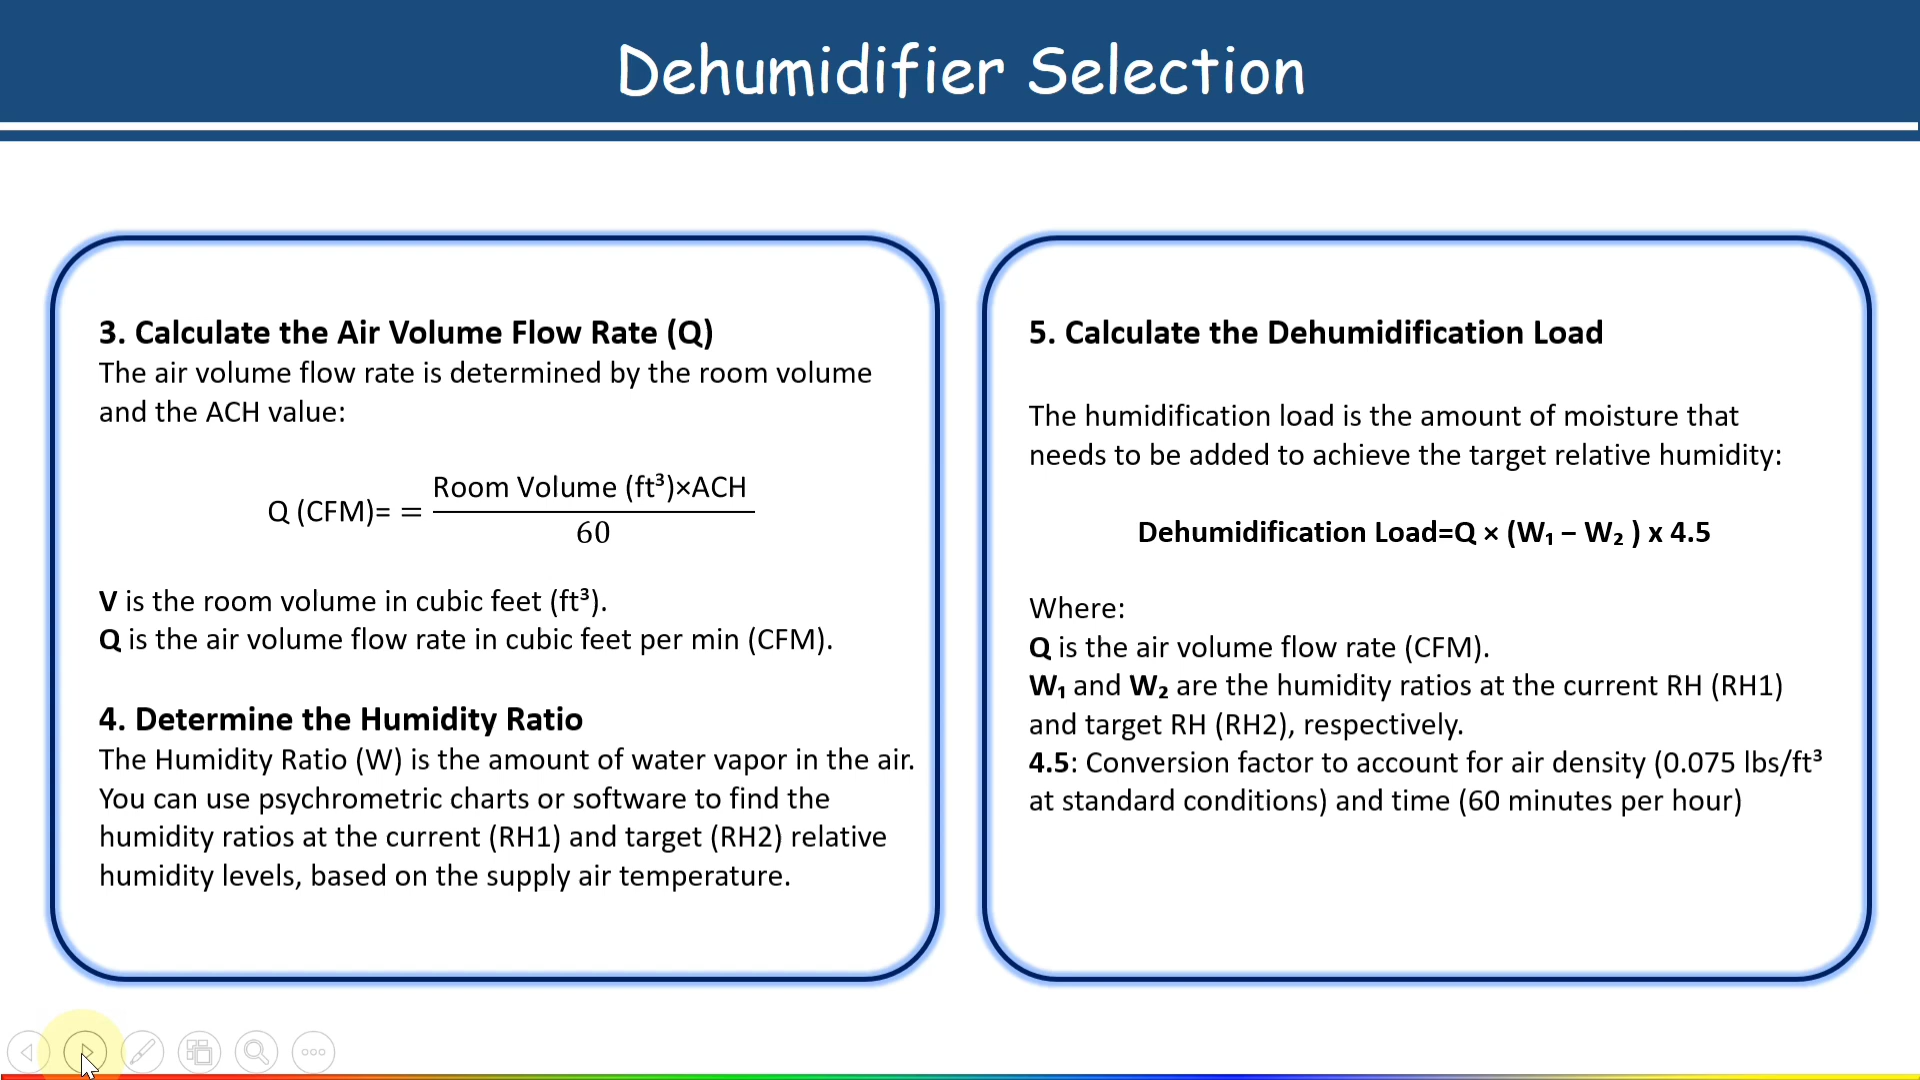 Dehumidifier Selection
3. Calculate the Air Volume Flow Rate (Q)
The air volume flow rate is determined by the room volume
and the ACH value:
Q (CFM)= = Room Volume (ft³)×ACH
60
V is the room volume in cubic feet (ft³).
Q is the air volume flow rate in cubic feet per min (CFM).
4. Determine the Humidity Ratio
The Humidity Ratio (W) is the amount of water vapor in the air.
You can use psychrometric charts or software to find the
humidity ratios at the current (RH1) and target (RH2) relative
humidity levels, based on the supply air temperature.
5. Calculate the Dehumidification Load
The humidification load is the amount of moisture that
needs to be added to achieve the target relative humidity:
Dehumidification Load=Q × (W₁ – W₂ ) x 4.5
Where:
Q is the air volume flow rate (CFM).
W₁ and W₂ are the humidity ratios at the current RH (RH1)
and target RH (RH2), respectively.
4.5: Conversion factor to account for air density (0.075 lbs/ft³
at standard conditions) and time (60 minutes per hour)